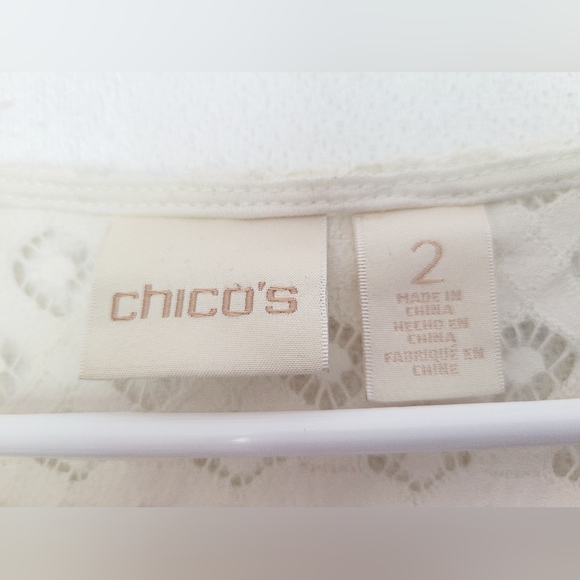 chico's
2
MADE IN
CHINA
HECHO EN
CHINA
FABRIQUÉ EN
CHINE